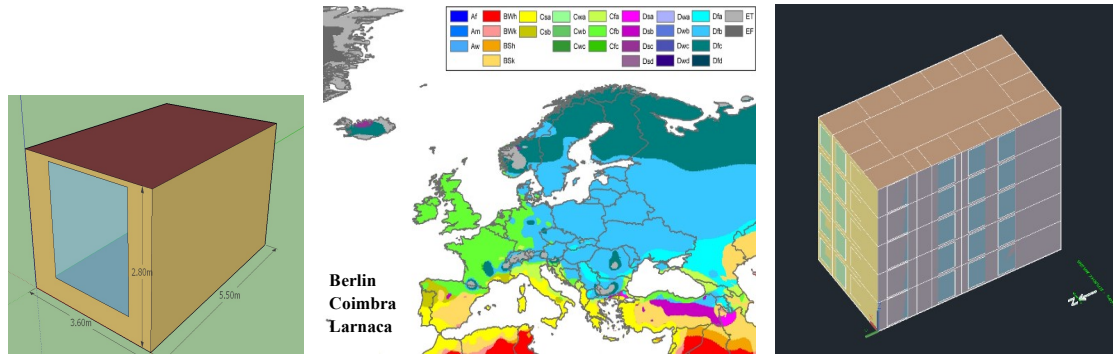 2.80m
5.50m
3.60m
Af BWh Csa Cwa Cfa Dsa Dwa Dfa ET
Am BWk Csb Cwb Cfb Dsb Dwb Dfb EF
Aw BSh Cwc Cfc Dsc Dwc Dfc
BSk Dsd Dwd Dfd
Berlin
Coimbra
Larnaca
N